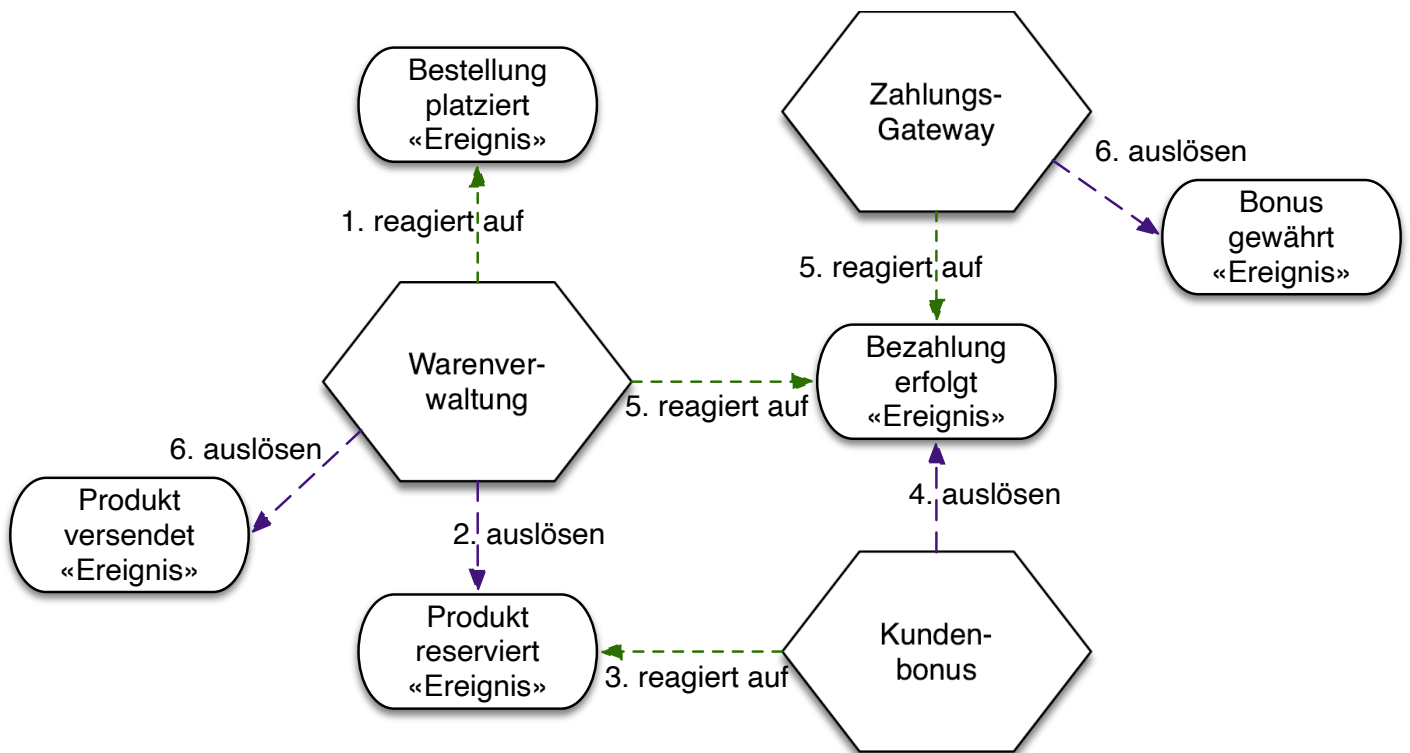 Bestellung
platziert
«Ereignis»
Zahlungs-
Gateway
6. auslösen
Bonus
gewährt
«Ereignis»
1. reagiert auf
5. reagiert auf
Warenver-
waltung
5. reagiert auf
Bezahlung
erfolgt
«Ereignis»
6. auslösen
Produkt
versendet
«Ereignis»
2. auslösen
4. auslösen
Produkt
reserviert
«Ereignis»
3. reagiert auf
Kunden-
bonus